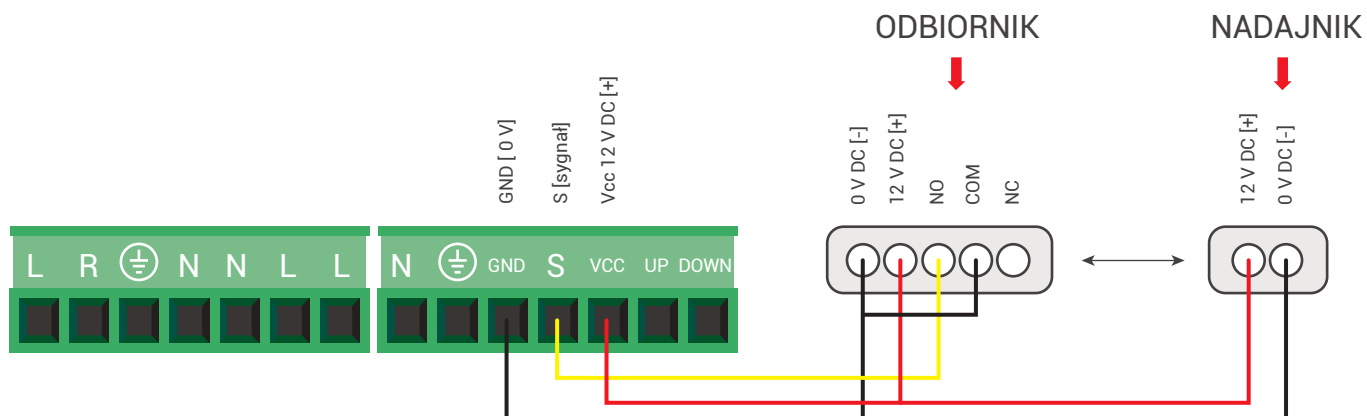 ODBIORNIK NADAJNIK
GND [ 0 V]
S [sygnał]
Vcc 12 V DC [+]
0 V DC [-]
12 V DC [+]
NO
COM
NC
12 V DC [+]
0 V DC [-]
L R N N L L
N GND S VCC UP DOWN